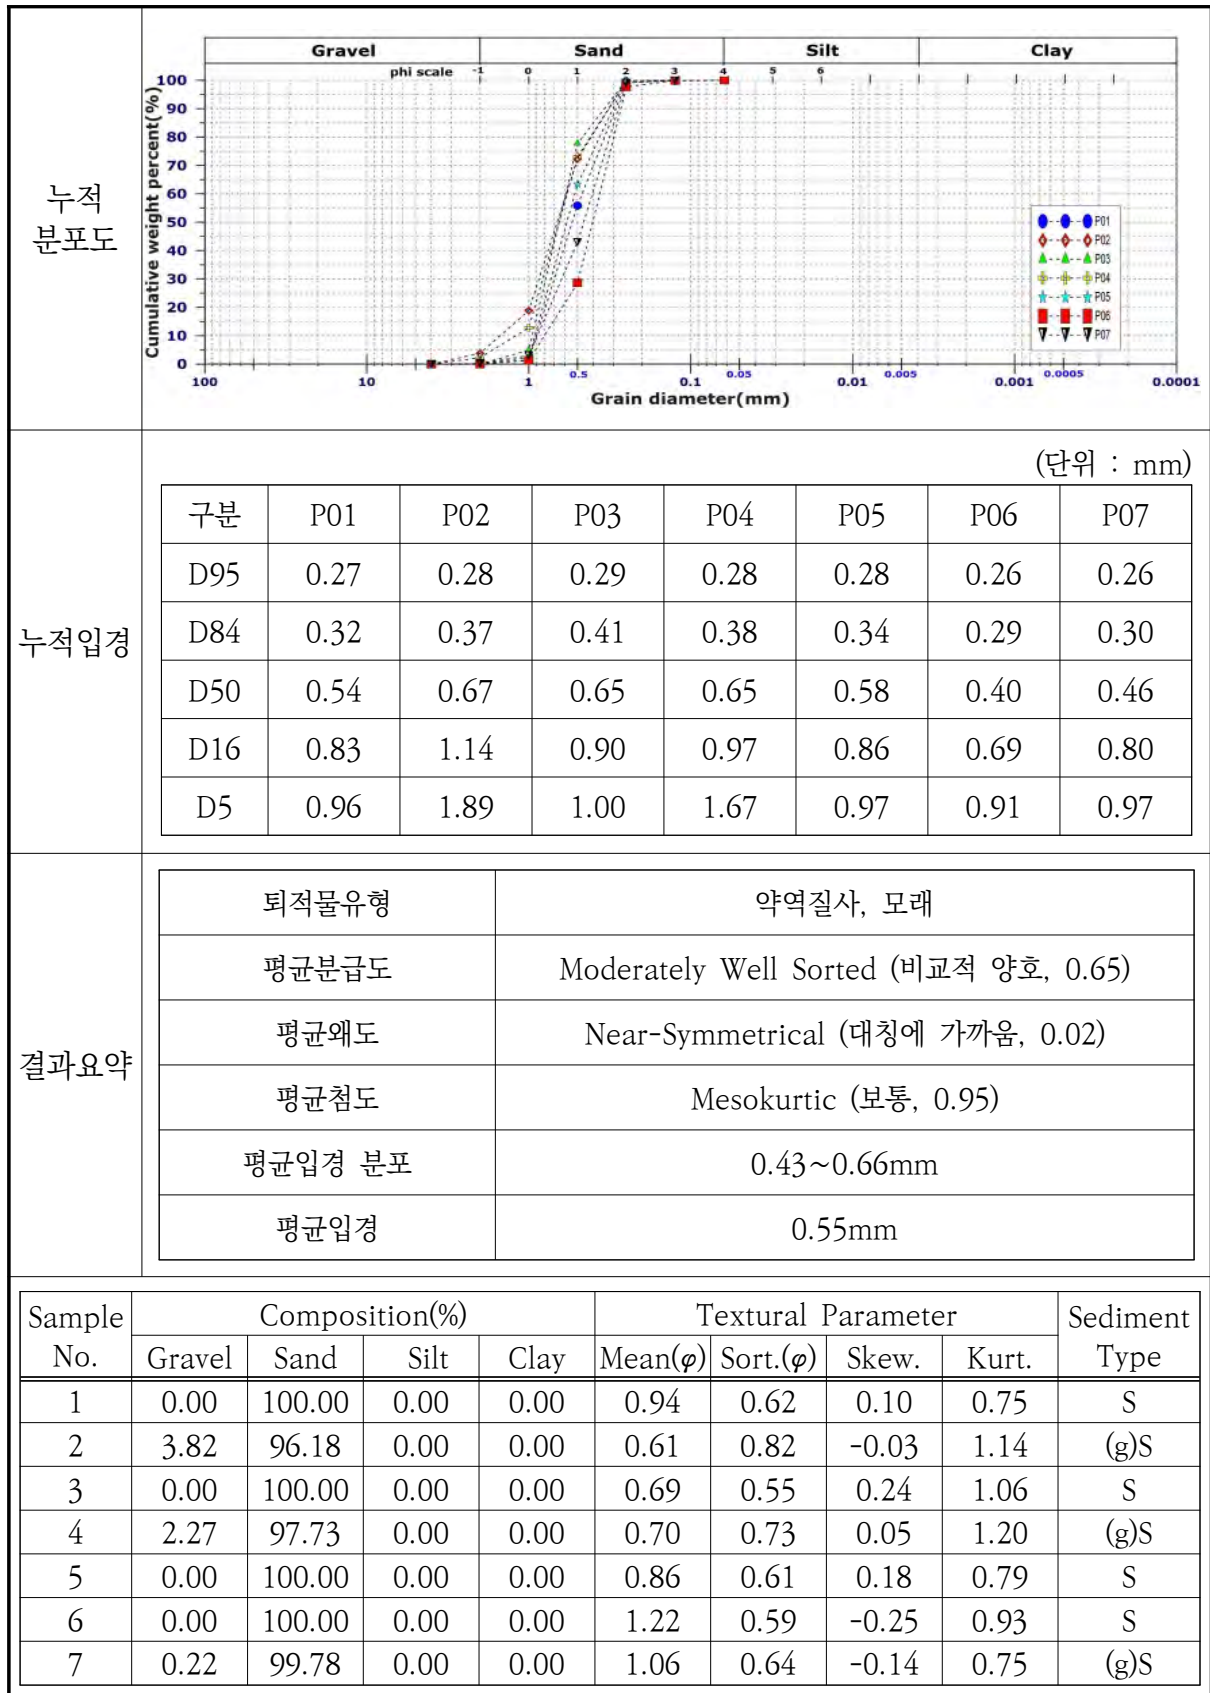 누적
분포도
Gravel Sand Silt Clay
phi scale -1 0 1 2 3 4 5 6
Cumulative weight percent(%)
100
90
80
70
60
50
40
30
20
10
0
P01
P02
P03
P04
P05
P06
P07
100 10 1 0.5 0.1 0.05 0.01 0.005 0.001 0.0005 0.0001
Grain diameter(mm)
누적입경
(단위 : mm)
구분 P01 P02 P03 P04 P05 P06 P07
D95 0.27 0.28 0.29 0.28 0.28 0.26 0.26
D84 0.32 0.37 0.41 0.38 0.34 0.29 0.30
D50 0.54 0.67 0.65 0.65 0.58 0.40 0.46
D16 0.83 1.14 0.90 0.97 0.86 0.69 0.80
D5 0.96 1.89 1.00 1.67 0.97 0.91 0.97
결과요약
퇴적물유형 약역질사, 모래
평균분급도 Moderately Well Sorted (비교적 양호, 0.65)
평균왜도 Near-Symmetrical (대칭에 가까움, 0.02)
평균첨도 Mesokurtic (보통, 0.95)
평균입경 분포 0.43~0.66mm
평균입경 0.55mm
Sample No. Composition(%) Textural Parameter Sediment Type
Gravel Sand Silt Clay Mean(φ) Sort.(φ) Skew. Kurt.
1 0.00 100.00 0.00 0.00 0.94 0.62 0.10 0.75 S
2 3.82 96.18 0.00 0.00 0.61 0.82 -0.03 1.14 (g)S
3 0.00 100.00 0.00 0.00 0.69 0.55 0.24 1.06 S
4 2.27 97.73 0.00 0.00 0.70 0.73 0.05 1.20 (g)S
5 0.00 100.00 0.00 0.00 0.86 0.61 0.18 0.79 S
6 0.00 100.00 0.00 0.00 1.22 0.59 -0.25 0.93 S
7 0.22 99.78 0.00 0.00 1.06 0.64 -0.14 0.75 (g)S